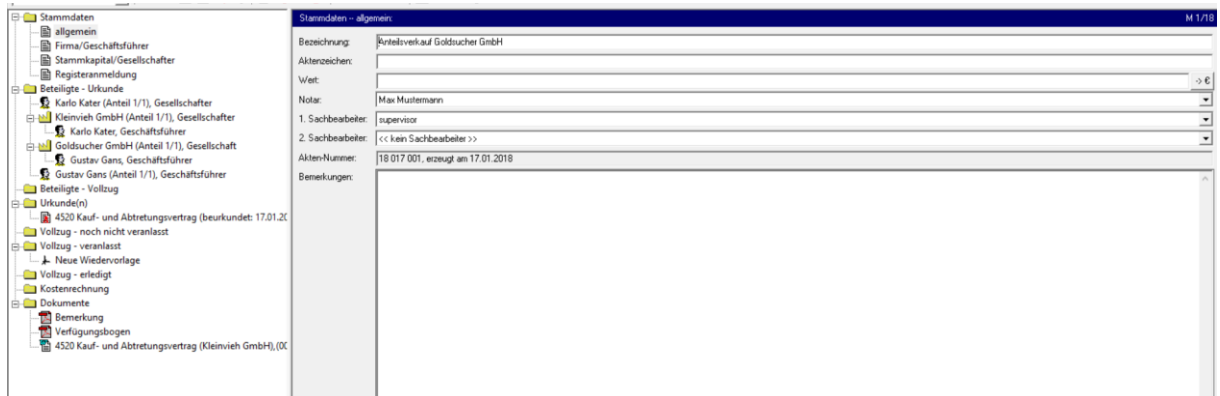 Stammdaten
allgemein
Firma/Geschäftsführer
Stammkapital/Gesellschafter
Registeranmeldung
Beteiligte - Urkunde
Karlo Kater (Anteil 1/1), Gesellschafter
Kleinvieh GmbH (Anteil 1/1), Gesellschafter
Karlo Kater, Geschäftsführer
Goldsucher GmbH (Anteil 1/1), Gesellschaft
Gustav Gans, Geschäftsführer
Gustav Gans (Anteil 1/1), Geschäftsführer
Beteiligte - Vollzug
Urkunde(n)
4520 Kauf- und Abtretungsvertrag (beurkundet: 17.01.20
Vollzug - noch nicht veranlasst
Vollzug - veranlasst
Neue Wiedervorlage
Vollzug - erledigt
Kostenrechnung
Dokumente
Bemerkung
Verfügungsbogen
4520 Kauf- und Abtretungsvertrag (Kleinvieh GmbH),(00
Stammdaten -- allgemein: M 1/18
Bezeichnung: Anteilsverkauf Goldsucher GmbH
Aktenzeichen:
Wert: -> €
Notar: Max Mustermann
1. Sachbearbeiter: supervisor
2. Sachbearbeiter: << kein Sachbearbeiter >>
Akten-Nummer: 18 017 001, erzeugt am 17.01.2018
Bemerkungen: